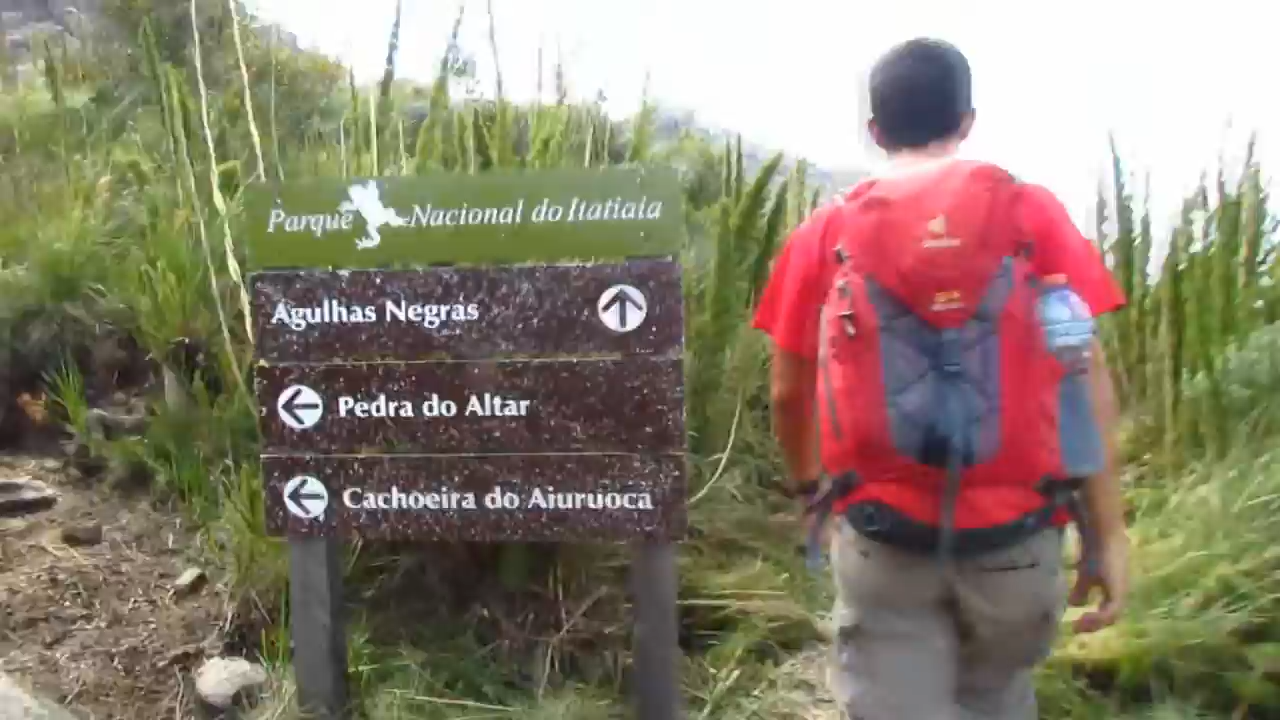 Parque Nacional do Itatiaia
Agulhas Negras
Pedra do Altar
Cachoeira do Aiuruoca